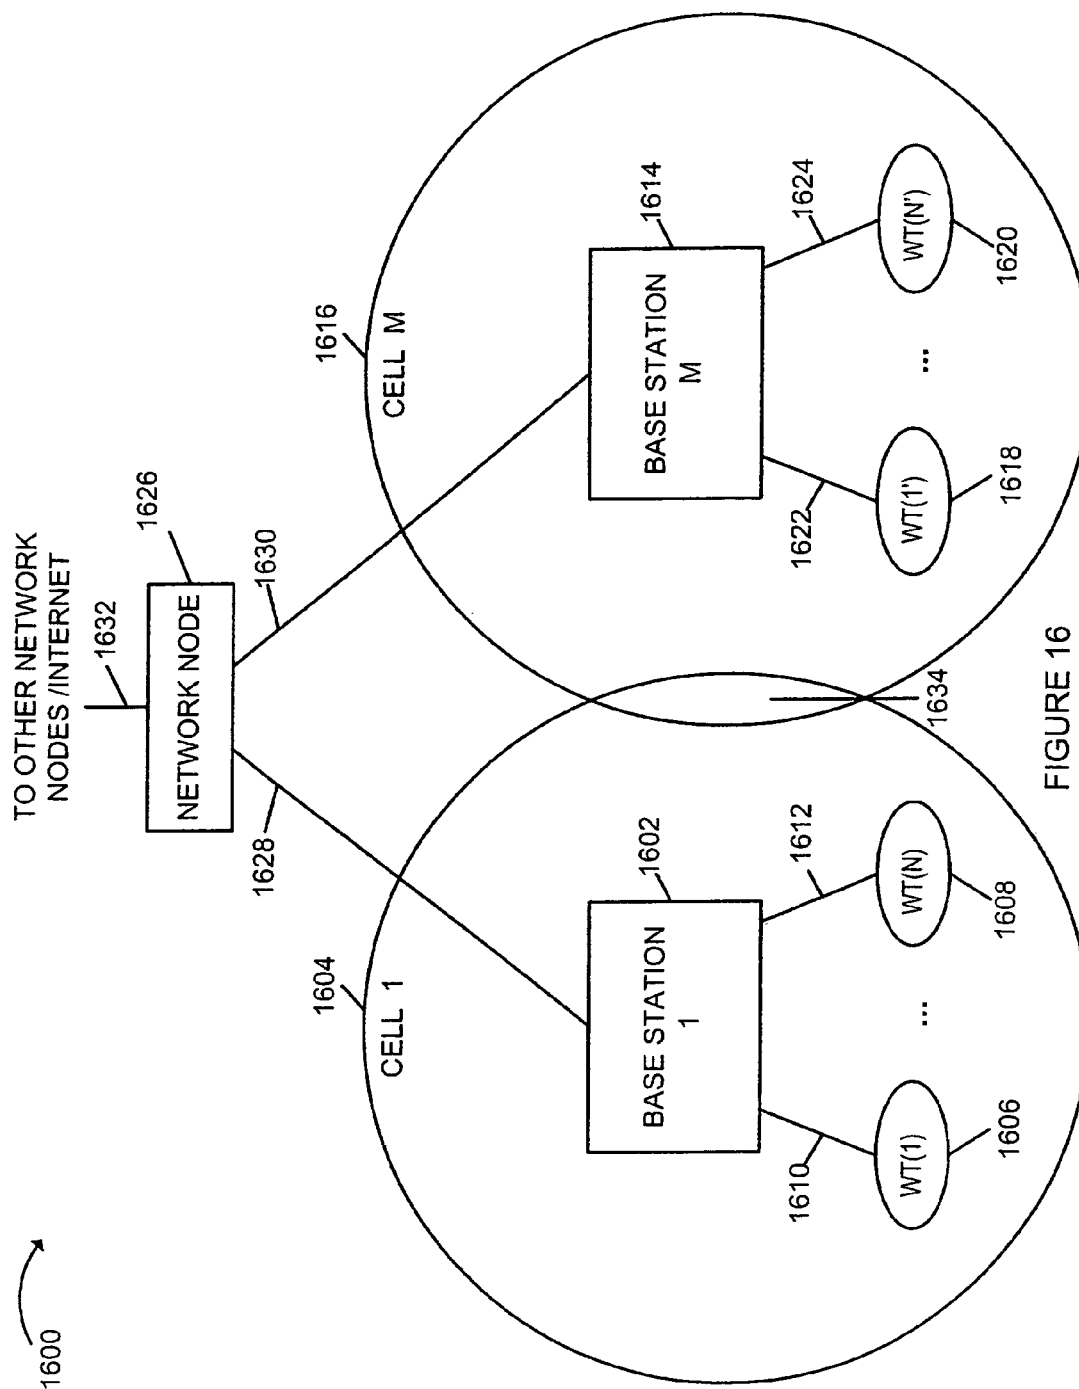 1600
TO OTHER NETWORK
NODES /INTERNET
1632
NETWORK NODE
1626
1628
1630
1604
CELL 1
1616
CELL M
BASE STATION
1
1602
BASE STATION
M
1614
1610
1612
1622
1624
WT(1)
...
WT(N)
WT(1')
...
WT(N')
1606
1608
1634
1618
1620
FIGURE 16